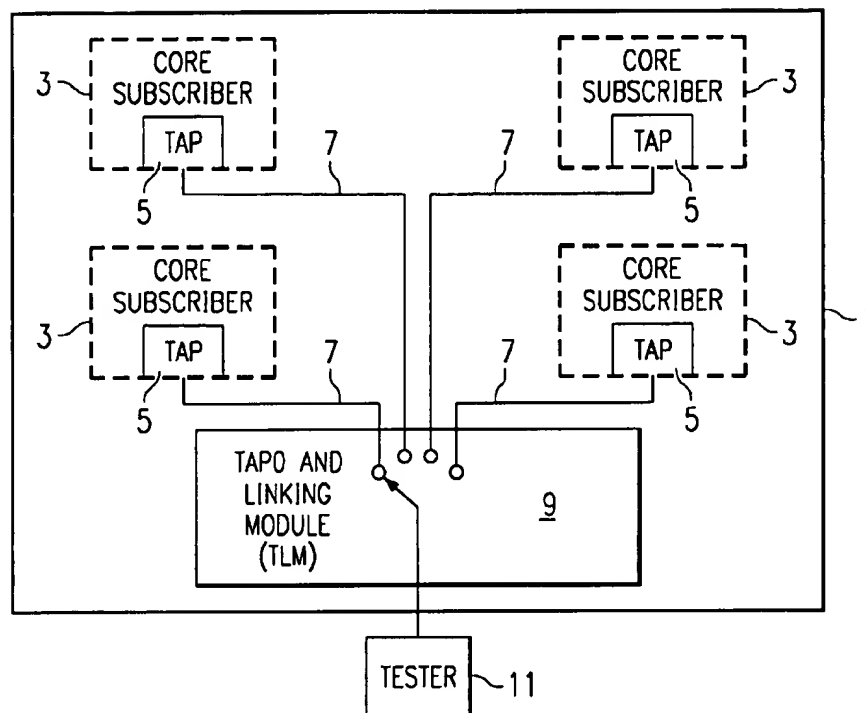 CORE
SUBSCRIBER
TAP
3
5
7
CORE
SUBSCRIBER
TAP
3
5
7
CORE
SUBSCRIBER
TAP
3
5
7
CORE
SUBSCRIBER
TAP
3
5
7
TAPO AND
LINKING
MODULE
(TLM)
9
TESTER
11